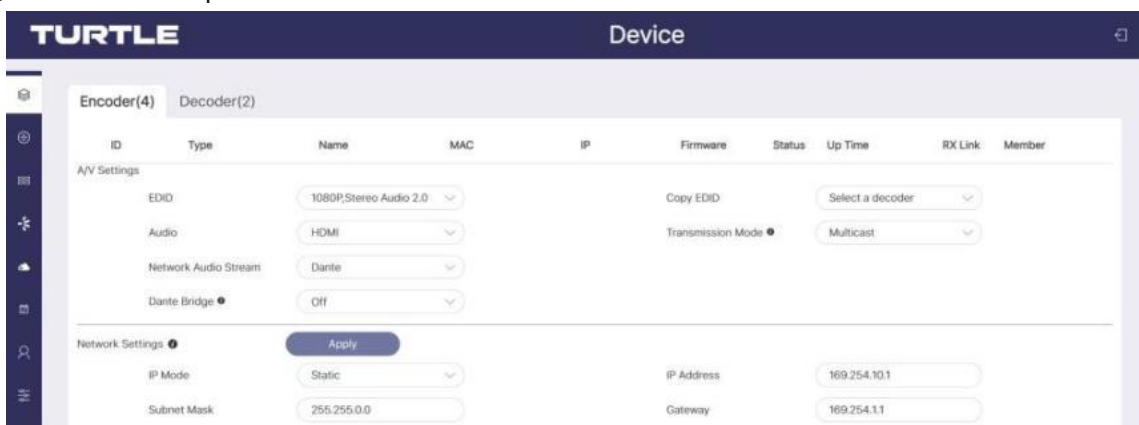 TURTLE Device
Encoder(4) Decoder(2)
ID Type Name MAC IP Firmware Status Up Time RX Link Member
A/V Settings
EDID 1080P,Stereo Audio 2.0 Copy EDID Select a decoder
Audio HDMI Transmission Mode Multicast
Network Audio Stream Dante
Dante Bridge Off
Network Settings Apply
IP Mode Static IP Address 169.254.10.1
Subnet Mask 255.255.0.0 Gateway 169.254.1.1